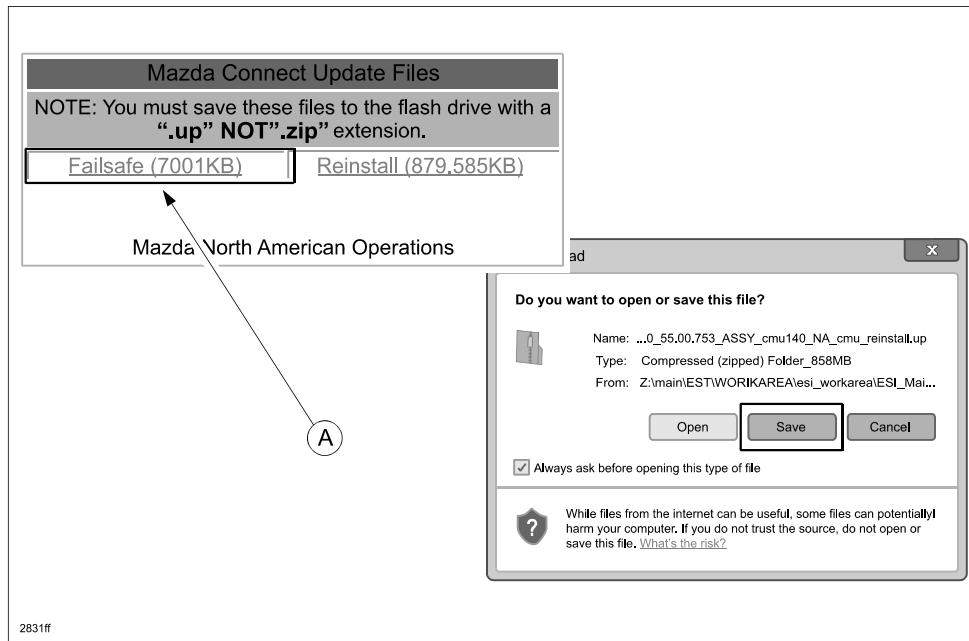 Mazda Connect Update Files
NOTE: You must save these files to the flash drive with a
“.up” NOT”.zip” extension.
Failsafe (7001KB) Reinstall (879,585KB)
Mazda North American Operations
A
ad
x
Do you want to open or save this file?
Name: ...0_55.00.753_ASSY_cmu140_NA_cmu_reinstall.up
Type: Compressed (zipped) Folder_858MB
From: Z:\main\EST\WORIKAREA\esi_workarea\ESI_Mai...
Open Save Cancel
Always ask before opening this type of file
?
While files from the internet can be useful, some files can potentiallyl
harm your computer. If you do not trust the source, do not open or
save this file. What's the risk?
2831ff